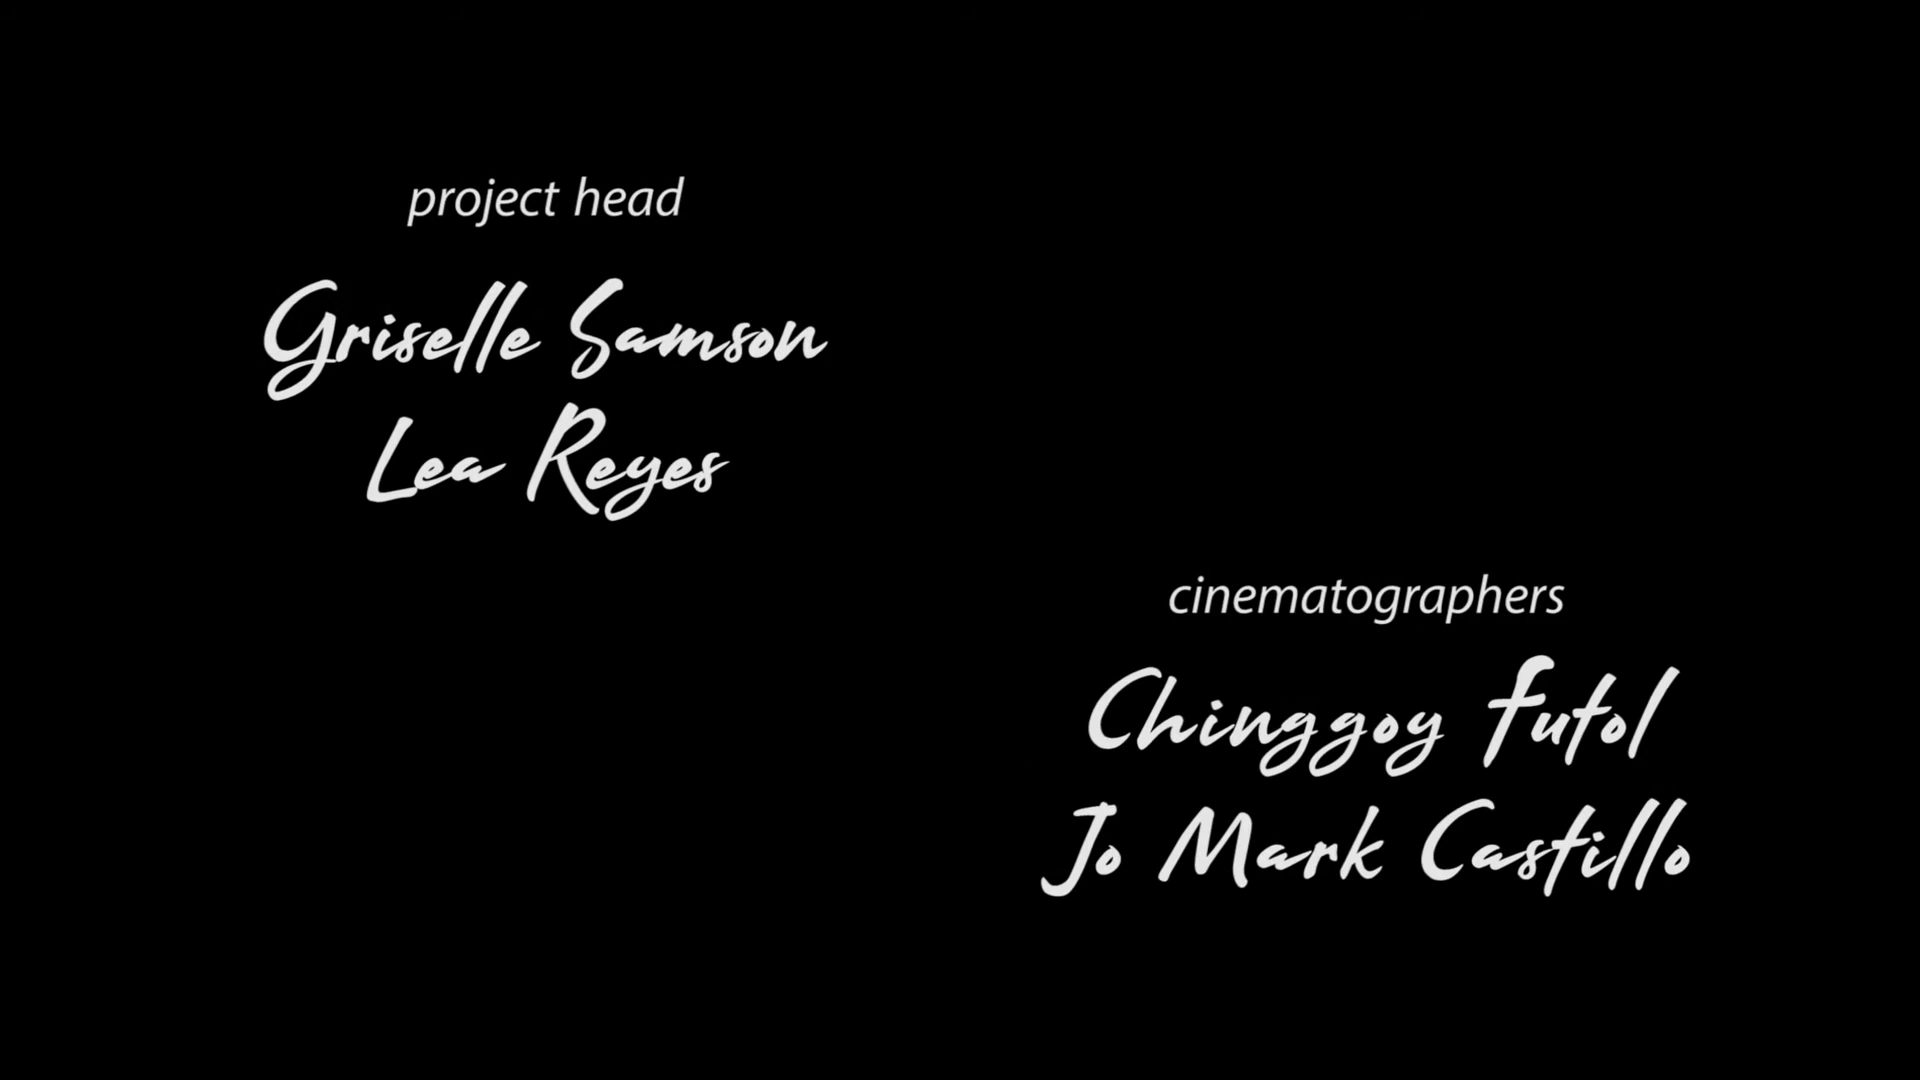 project head
Griselle Samson
Lea Reyes
cinematographers
Chinggoy Futol
Jo Mark Castillo